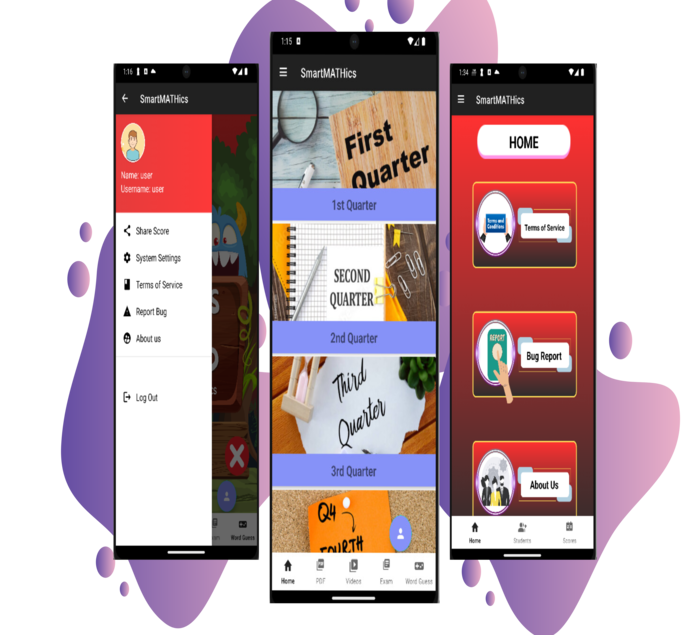 1:16
SmartMATHics
Name: user
Username: user
Share Score
System Settings
Terms of Service
Report Bug
About us
Log Out
Word Guess
1:15
SmartMATHics
First
Quarter
1st Quarter
SECOND
QUARTER
2nd Quarter
Third
Quarter
3rd Quarter
Q4
FOURTH
Home
PDF
Videos
Exam
Word Guess
1:34
SmartMATHics
HOME
Terms and
Conditions
Terms of Service
REPORT
Bug Report
About Us
Home
Students
Scores